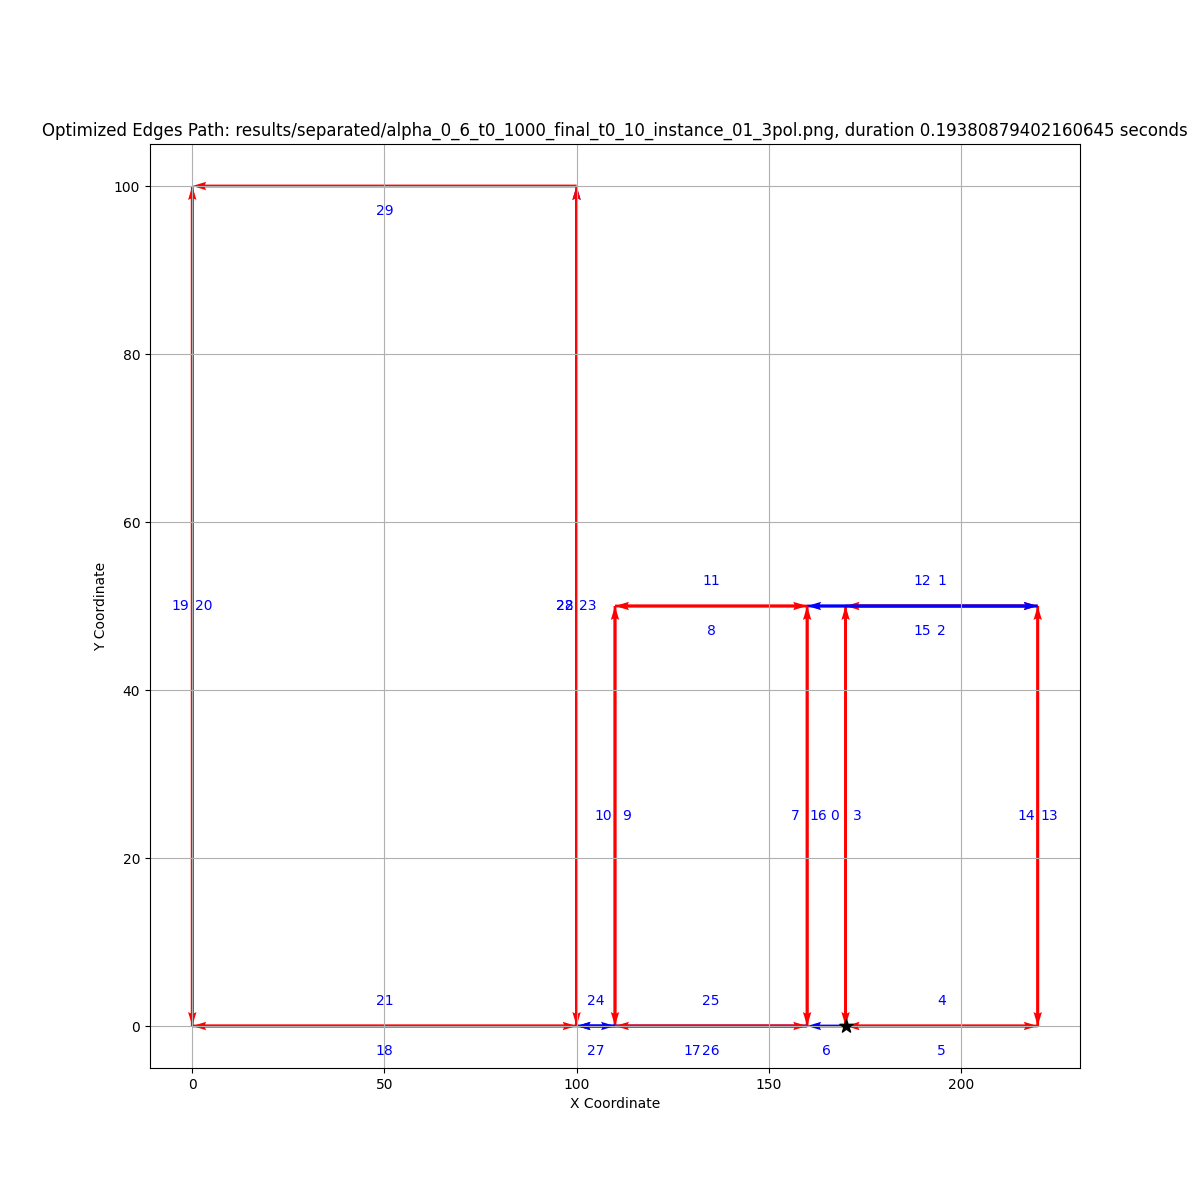 Optimized Edges Path: results/separated/alpha_0_6_t0_1000_final_t0_10_instance_01_3pol.png, duration 0.19380879402160645 seconds
100
29
80
60
11 12 1
19 20 23
8 15 2
Y Coordinate
40
10 9 7 16 0 3 14 13
20
21 24 25 4
0
18 27 17 26 6 5
0 50 100 150 200
X Coordinate